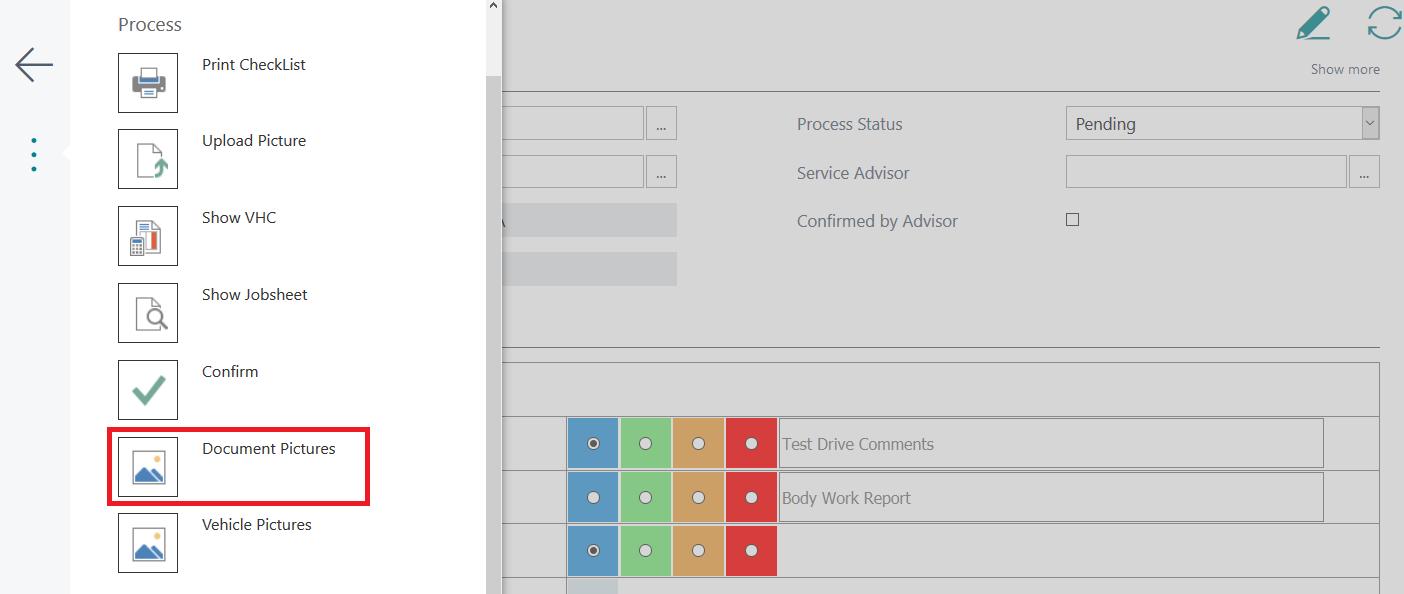 Process
Print CheckList
Upload Picture
Show VHC
Show Jobsheet
Confirm
Document Pictures
Vehicle Pictures
Show more
...
Process Status
Pending
...
Service Advisor
...
Confirmed by Advisor
Test Drive Comments
Body Work Report